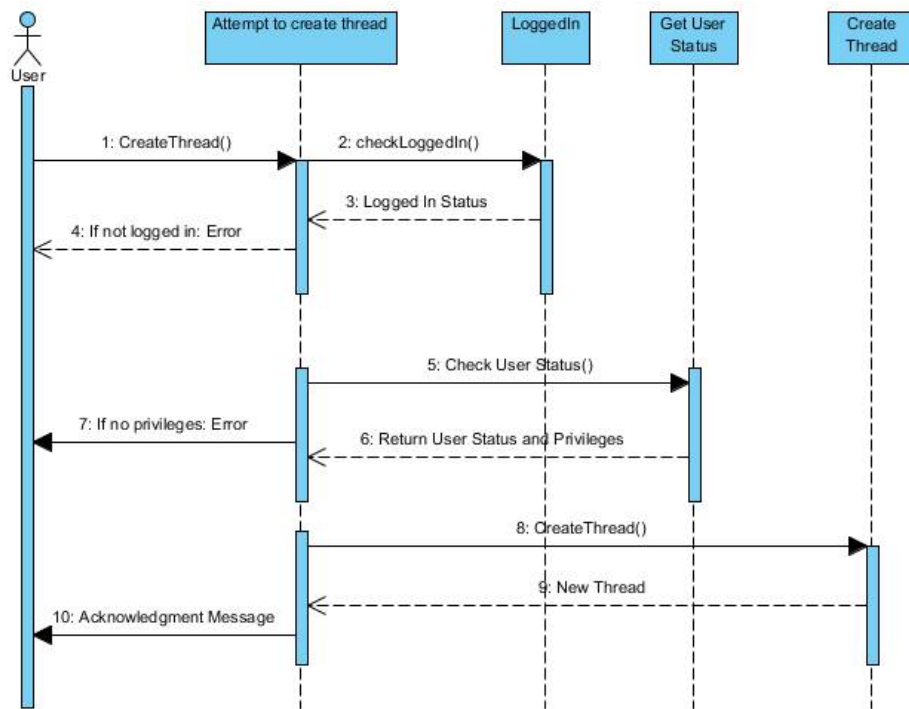 Attempt to create thread
LoggedIn
Get User
Status
Create
Thread
User
1: CreateThread()
2: checkLoggedIn()
3: Logged In Status
4: If not logged in: Error
5: Check User Status()
7: If no privileges: Error
6: Return User Status and Privileges
8: CreateThread()
9: New Thread
10: Acknowledgment Message